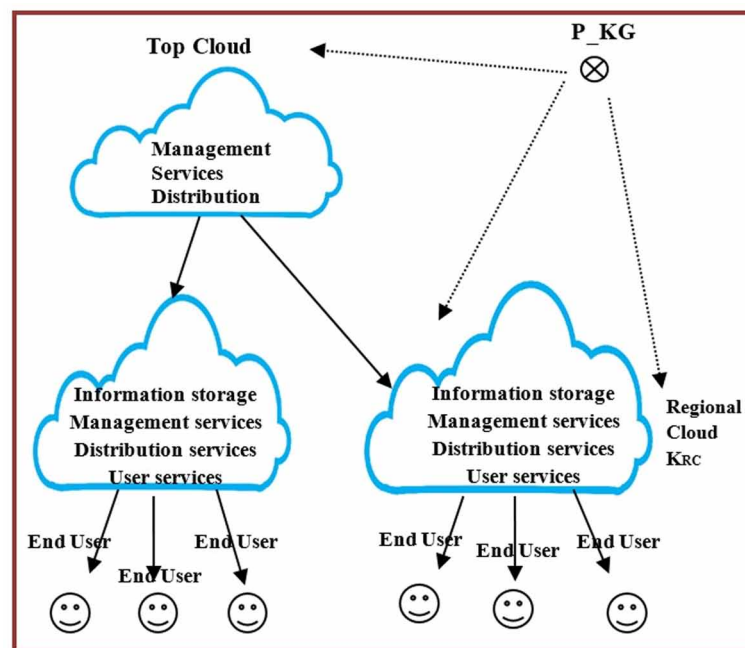 P_KG
Top Cloud
Management
Services
Distribution
Information storage
Management services
Distribution services
User services
Information storage
Management services
Distribution services
User services
Regional
Cloud
KRC
End User
End User
End User
End User
End User
End User